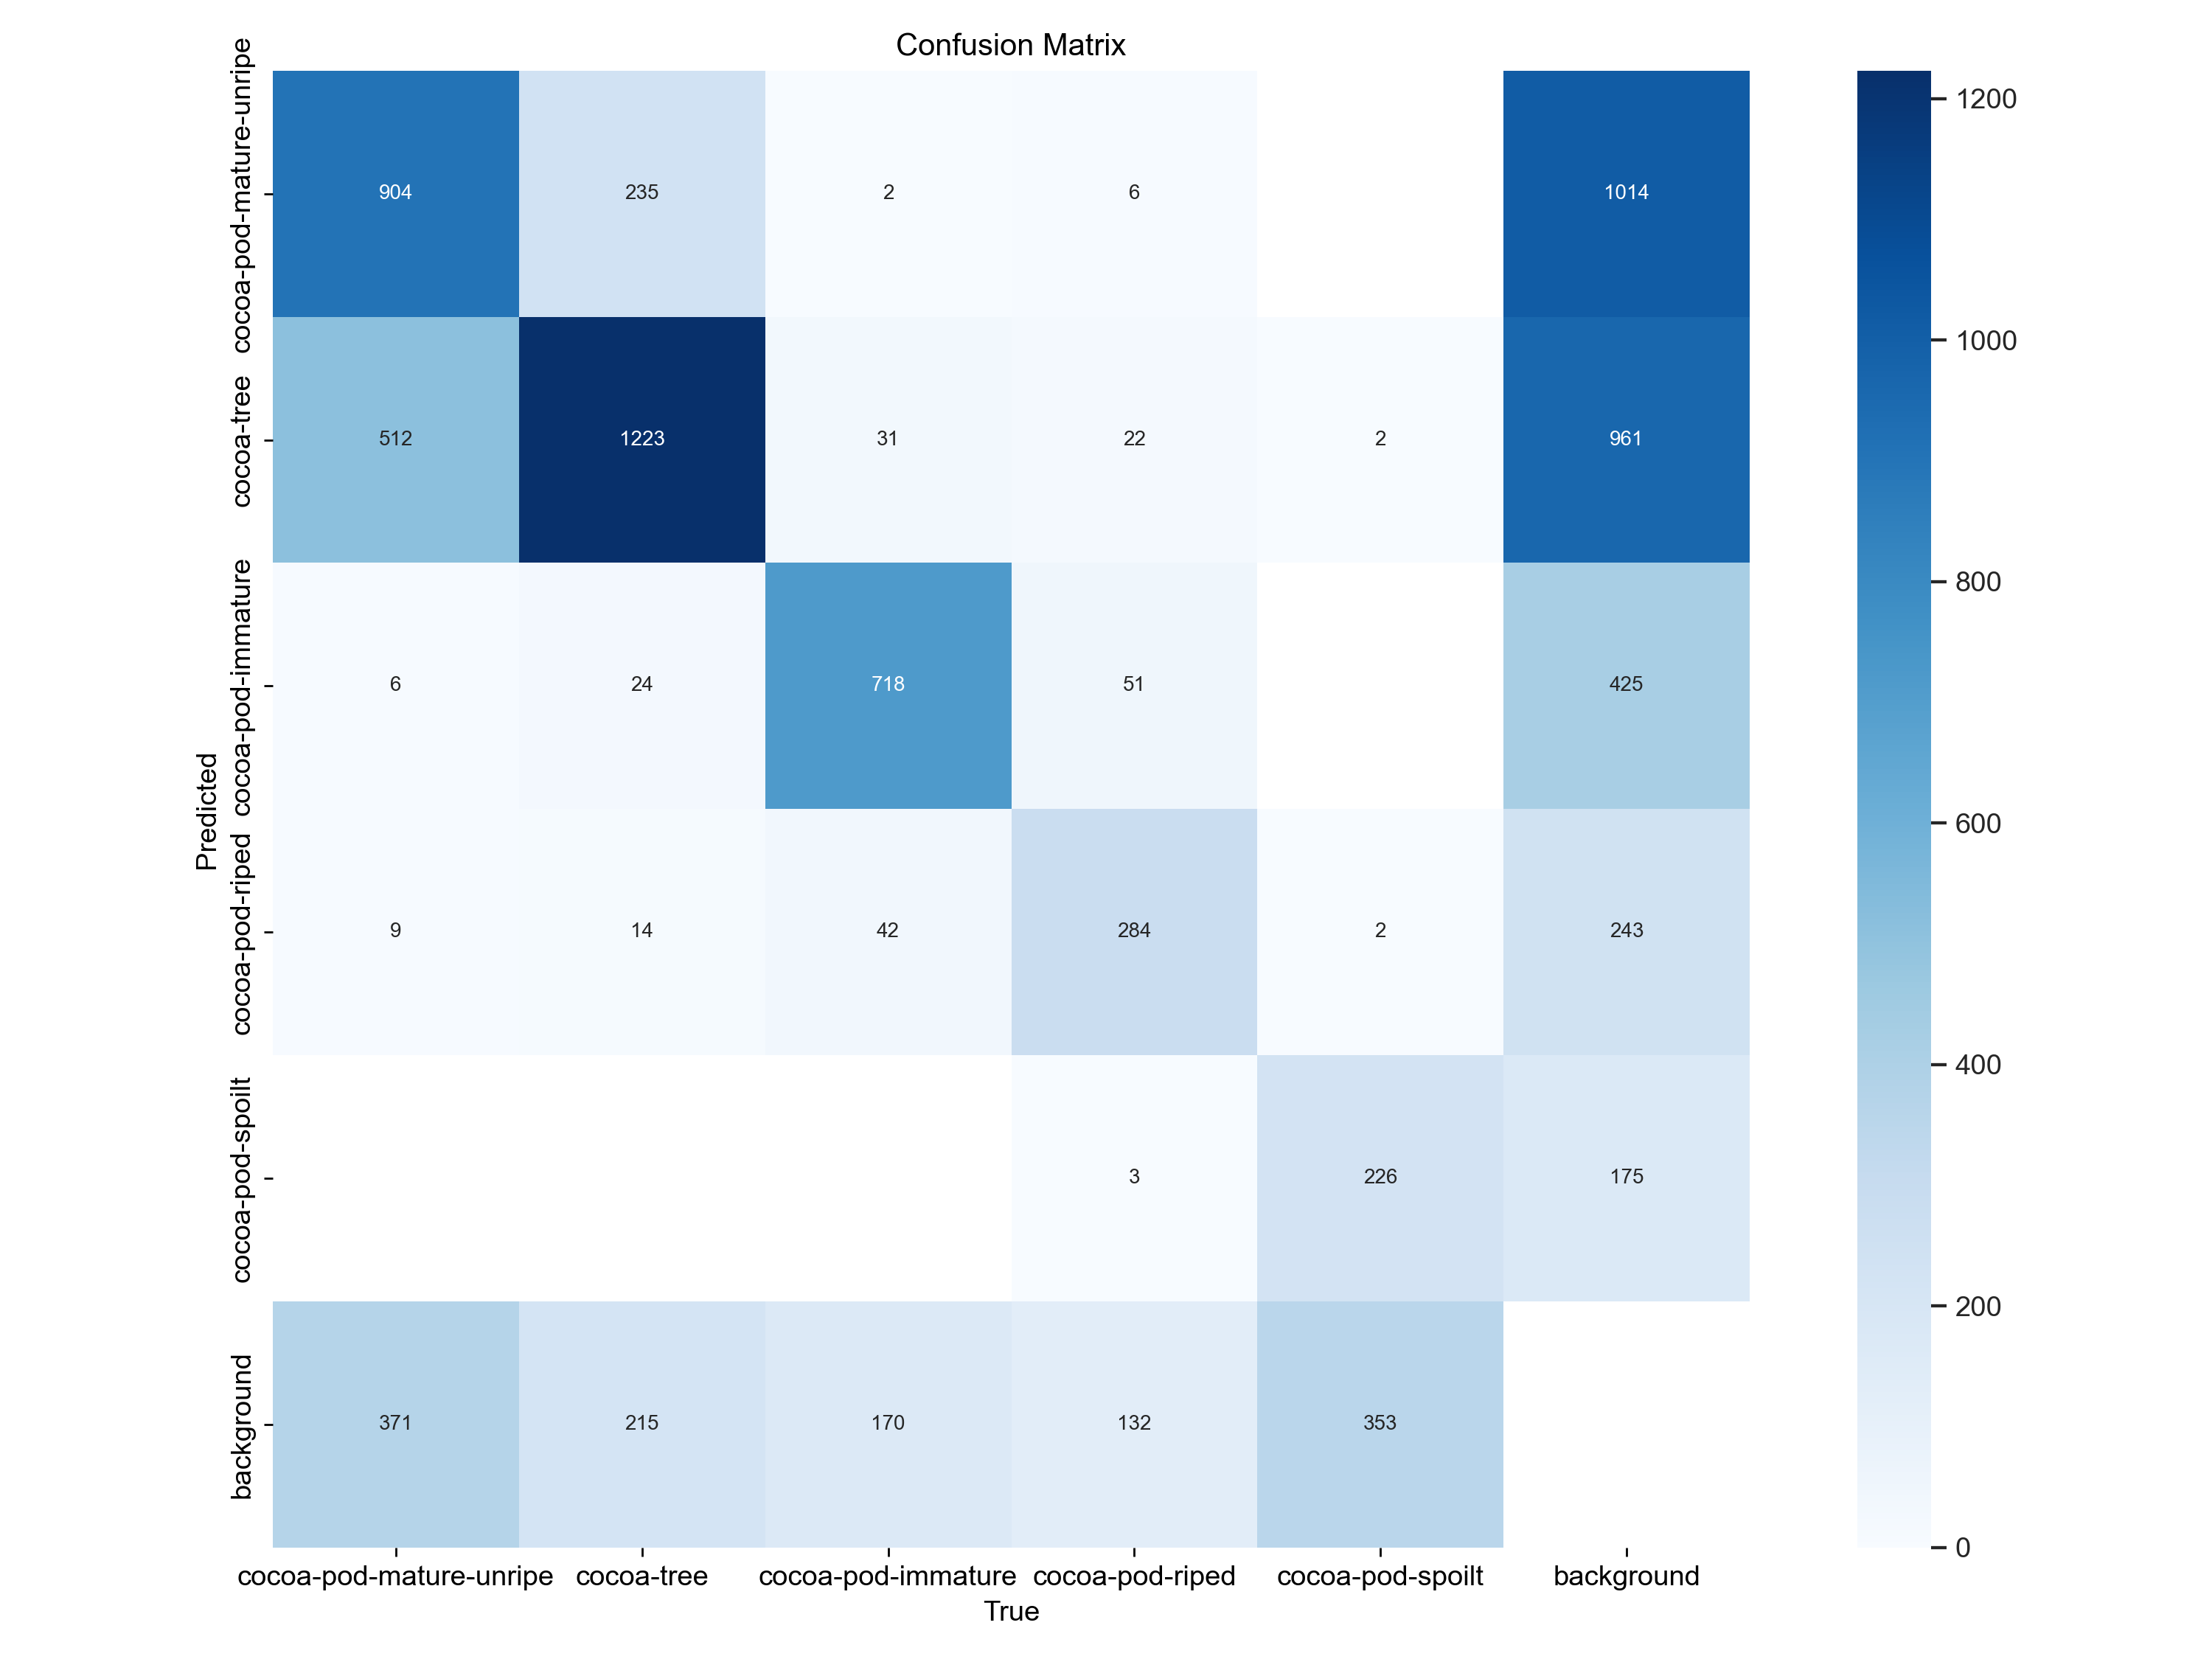 Confusion Matrix
cocoa-pod-mature-unripe
904 235 2 6 1014
cocoa-tree
512 1223 31 22 2 961
cocoa-pod-immature
6 24 718 51 425
cocoa-pod-riped
9 14 42 284 2 243
cocoa-pod-spoilt
3 226 175
background
371 215 170 132 353
Predicted
cocoa-pod-mature-unripe cocoa-tree cocoa-pod-immature cocoa-pod-riped cocoa-pod-spoilt background
True
1200
1000
800
600
400
200
0